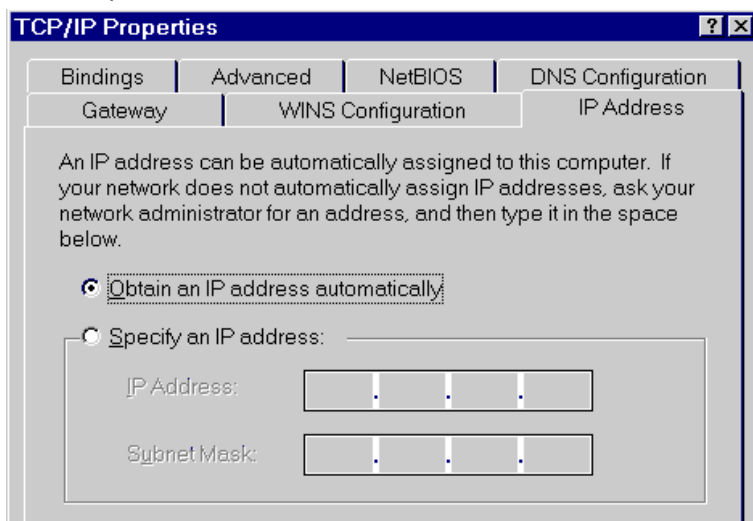 TCP/IP Properties
Bindings Advanced NetBIOS DNS Configuration
Gateway WINS Configuration IP Address
An IP address can be automatically assigned to this computer. If
your network does not automatically assign IP addresses, ask your
network administrator for an address, and then type it in the space
below.
Obtain an IP address automatically
Specify an IP address:
IP Address: . . .
Subnet Mask: . . .